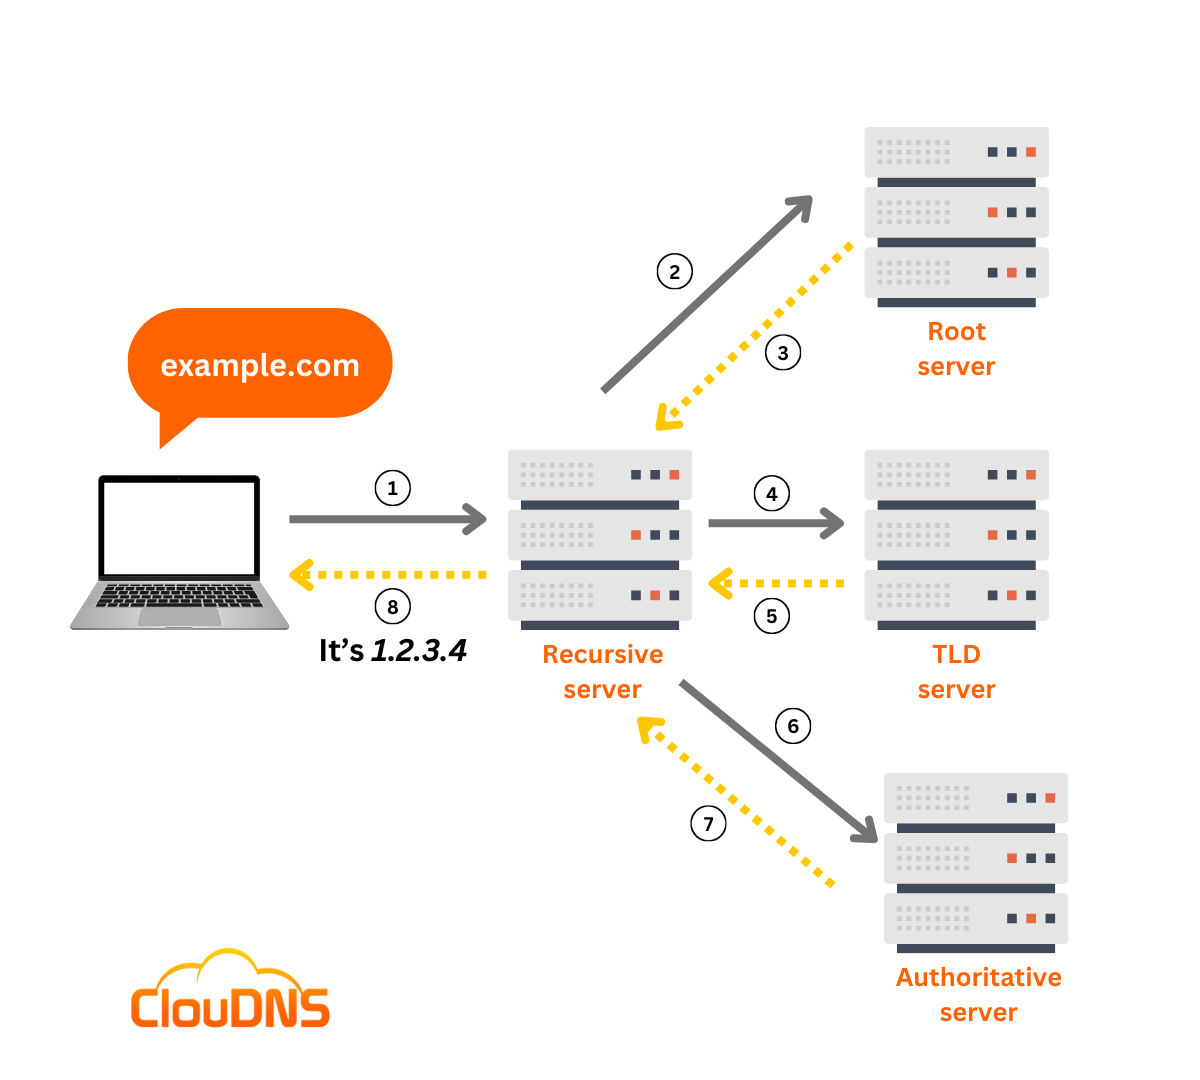 2
Root
server
3
example.com
1
4
8
It’s 1.2.3.4
5
Recursive
server
TLD
server
6
7
Authoritative
server
ClouDNS